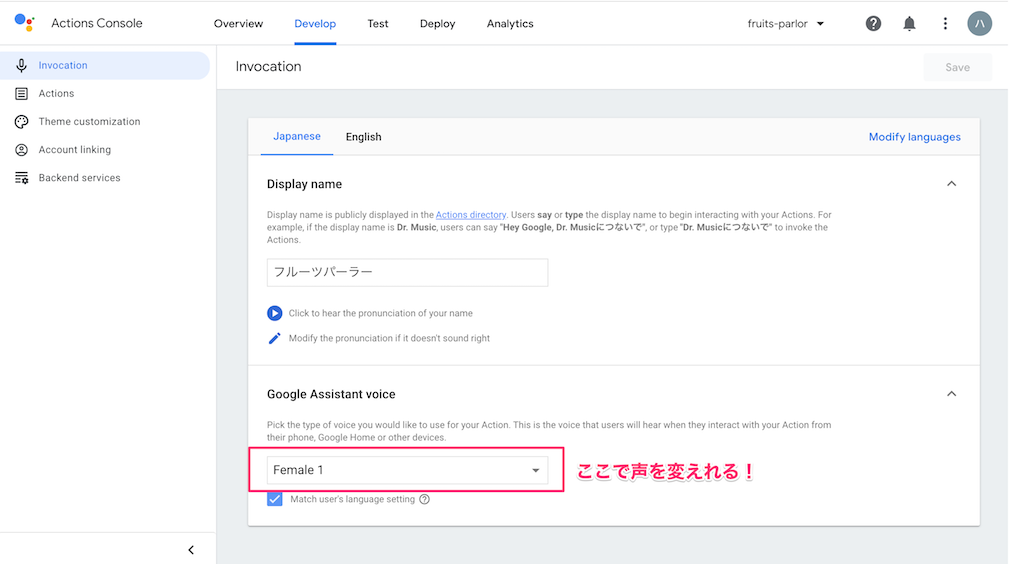 Actions Console
Overview
Develop
Test
Deploy
Analytics
fruits-parlor
ハ
Invocation
Actions
Theme customization
Account linking
Backend services
Invocation
Save
Japanese
English
Modify languages
Display name
Display name is publicly displayed in the Actions directory. Users say or type the display name to begin interacting with your Actions. For
example, if the display name is Dr. Music, users can say "Hey Google, Dr. Musicにつないで", or type "Dr. Musicにつないで" to invoke the
Actions.
フルーツパーラー
Click to hear the pronunciation of your name
Modify the pronunciation if it doesn't sound right
Google Assistant voice
Pick the type of voice you would like to use for your Action. This is the voice that users will hear when they interact with your Action from
their phone, Google Home or other devices.
Female 1
ここで声を変えれる！
Match user's language setting